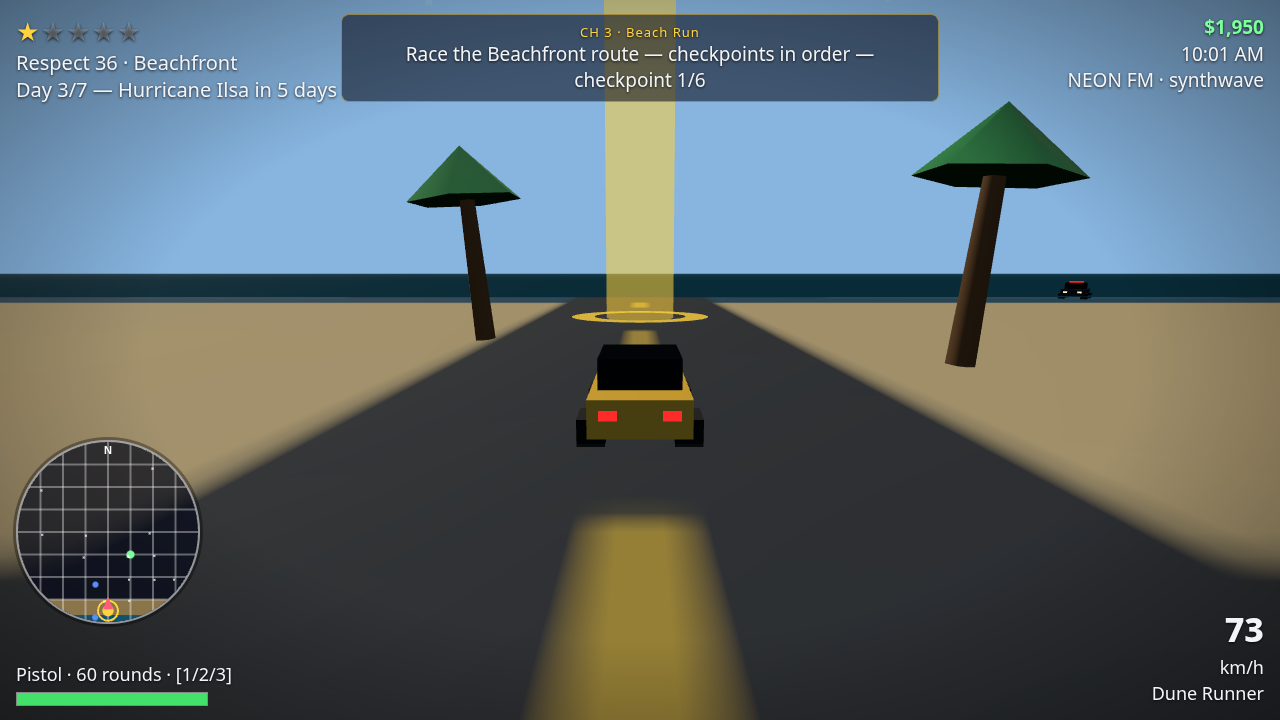 Respect 36 · Beachfront
Day 3/7 — Hurricane Ilsa in 5 days
CH 3 · Beach Run
Race the Beachfront route — checkpoints in order —
checkpoint 1/6
$1,950
10:01 AM
NEON FM · synthwave
N
Pistol · 60 rounds · [1/2/3]
73
km/h
Dune Runner